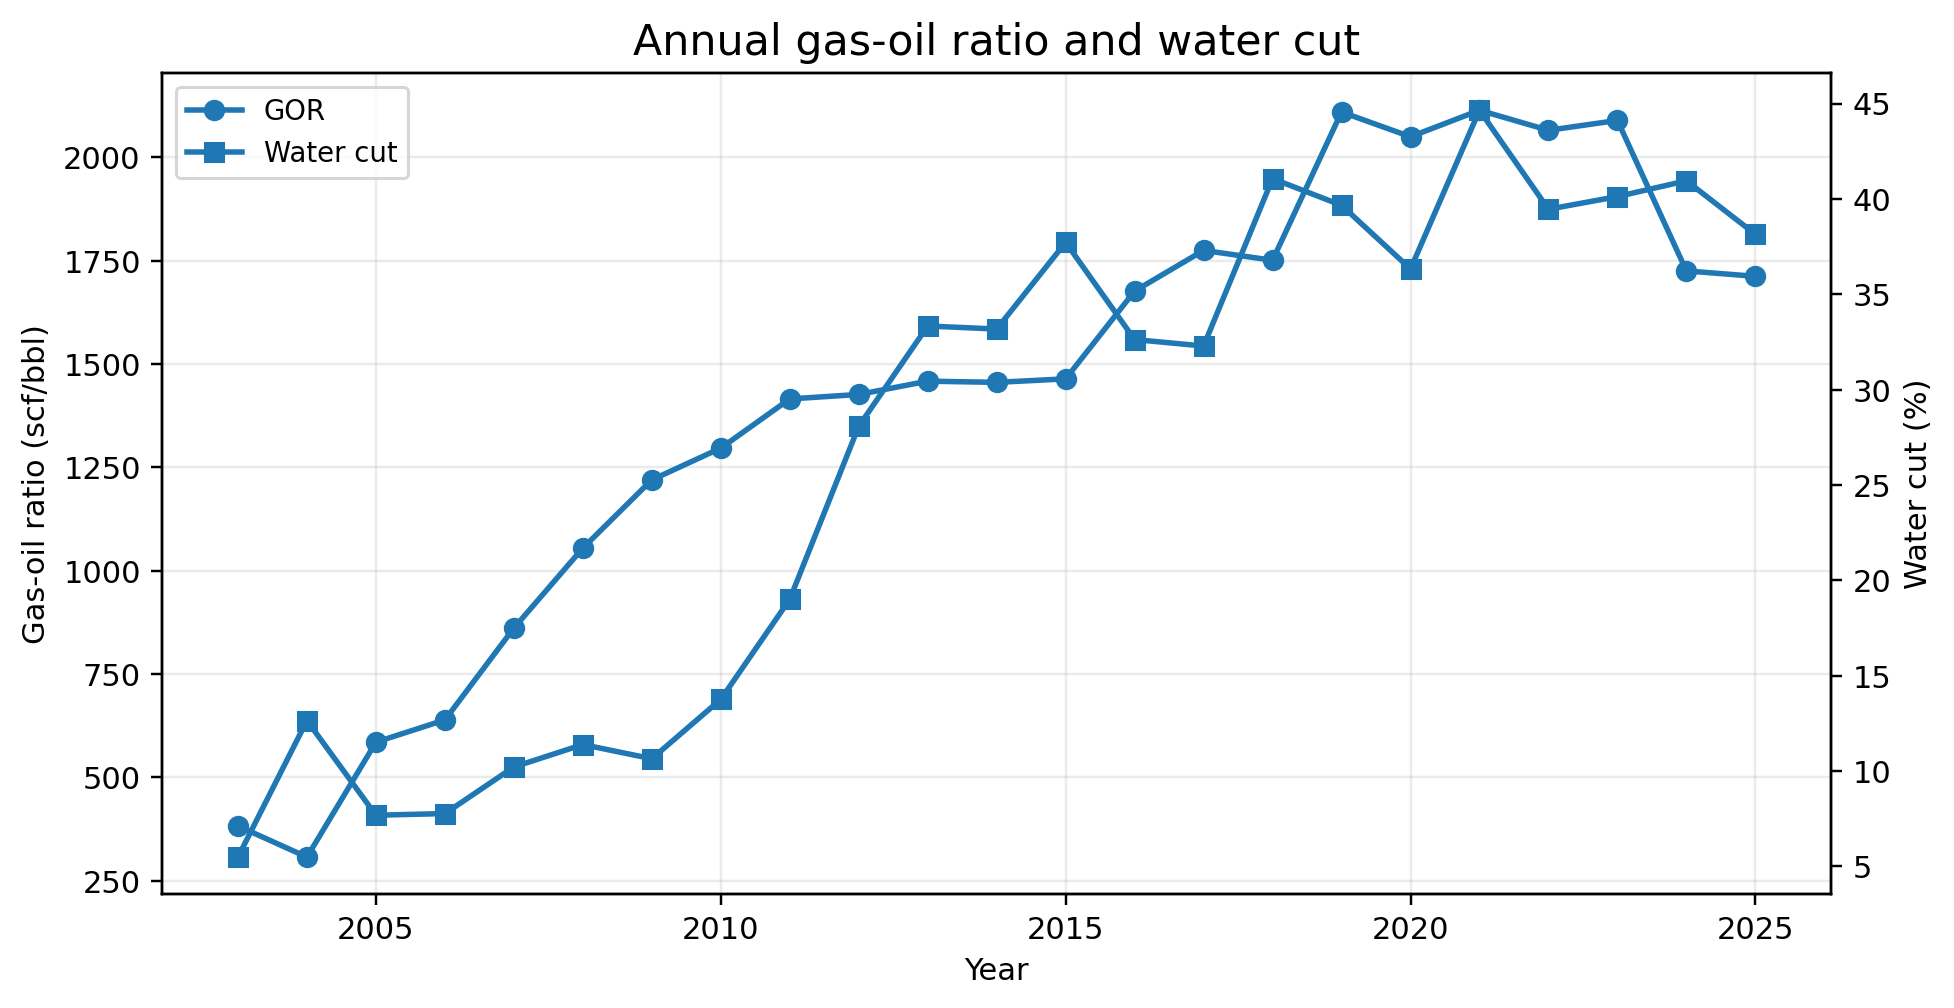 Annual gas-oil ratio and water cut
GOR
Water cut
2000
1750
1500
1250
1000
750
500
250
Gas-oil ratio (scf/bbl)
45
40
35
30
25
20
15
10
5
Water cut (%)
2005 2010 2015 2020 2025
Year